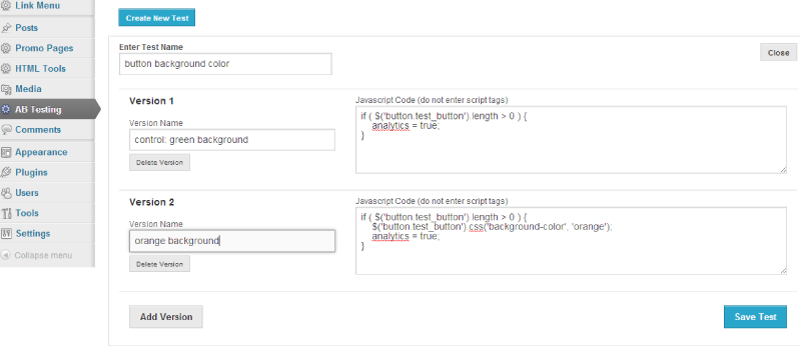 Link Menu
Posts
Promo Pages
HTML Tools
Media
AB Testing
Comments
Appearance
Plugins
Users
Tools
Settings
Collapse menu
Create New Test
Enter Test Name
Close
button background color
Version 1
Javascript Code (do not enter script tags)
Version Name
control: green background
Delete Version
if ( $('button.test_button').length > 0 ) {
analytics = true;
}
Version 2
Javascript Code (do not enter script tags)
Version Name
orange background
Delete Version
if ( $('button.test_button').length > 0 ) {
$('button.test_button').css('background-color', 'orange');
analytics = true;
}
Add Version
Save Test